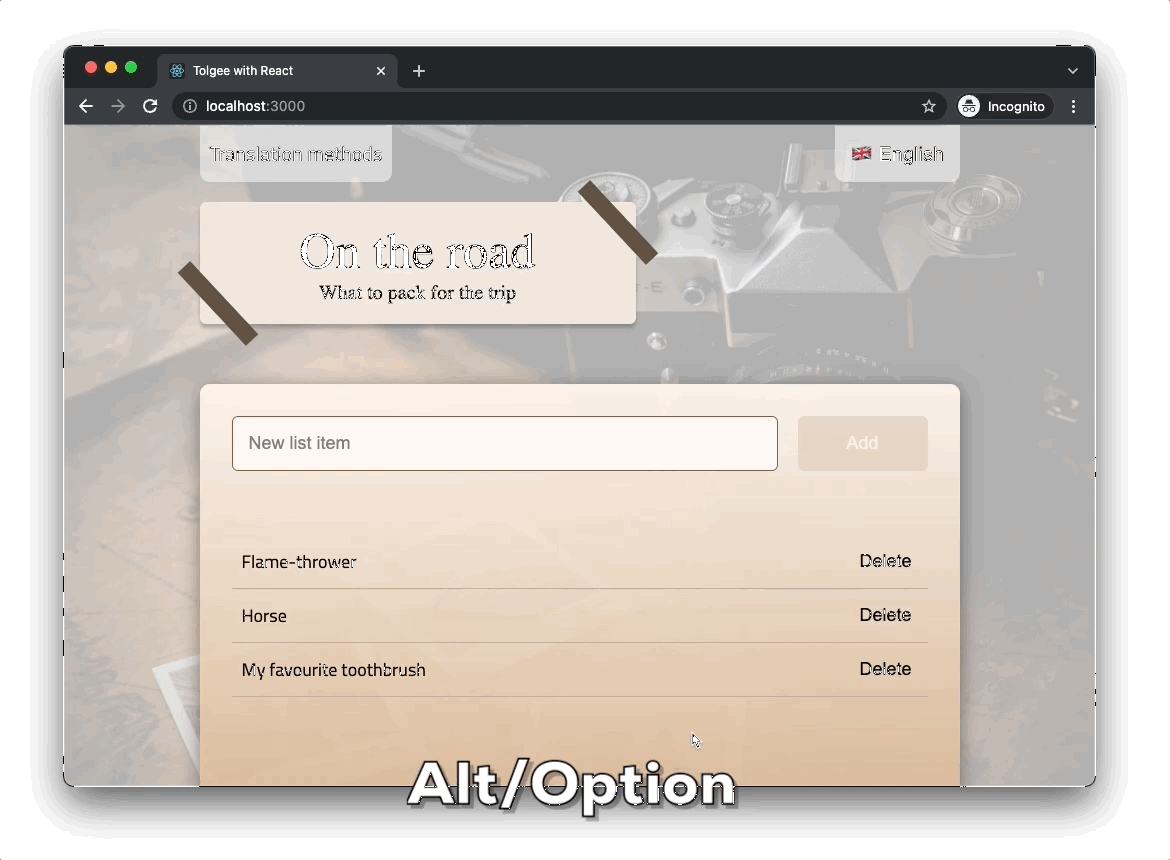 Tolgee with React
localhost:3000
Incognito
Translation methods
English
On the road
What to pack for the trip
New list item
Add
Flame-thrower
Delete
Horse
Delete
My favourite toothbrush
Delete
Alt/Option